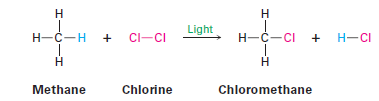 H H
Light
H-C-H + Cl-Cl H-C-Cl + H-Cl
H H
Methane Chlorine Chloromethane